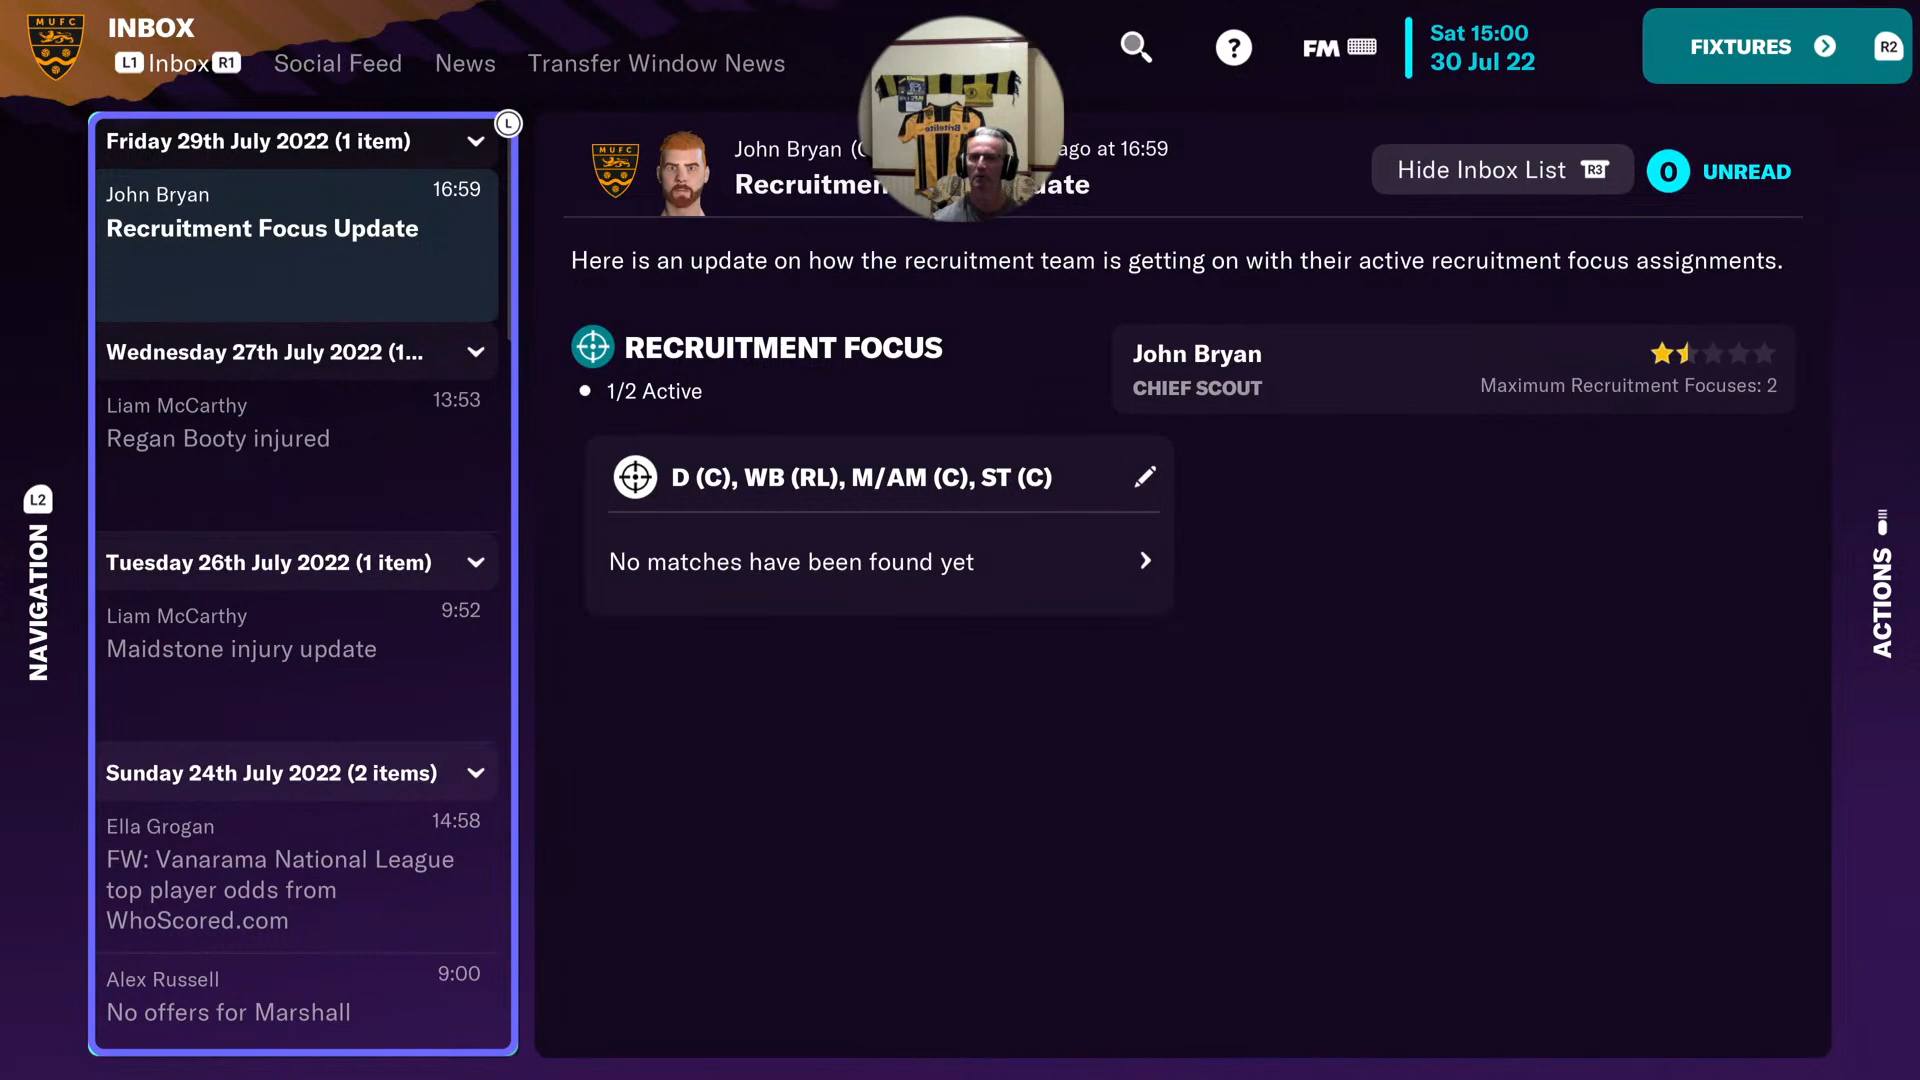 MUFC
INBOX
L1 Inbox R1 Social Feed News Transfer Window News
?
FM
Sat 15:00
30 Jul 22
FIXTURES R2
L
Friday 29th July 2022 (1 item)
John Bryan 16:59
Recruitment Focus Update
Wednesday 27th July 2022 (1...
Liam McCarthy 13:53
Regan Booty injured
Tuesday 26th July 2022 (1 item)
Liam McCarthy 9:52
Maidstone injury update
Sunday 24th July 2022 (2 items)
Ella Grogan 14:58
FW: Vanarama National League
top player odds from
WhoScored.com
Alex Russell 9:00
No offers for Marshall
L2
NAVIGATION
MUFC
John Bryan ago at 16:59
Hide Inbox List R3
0 UNREAD
Here is an update on how the recruitment team is getting on with their active recruitment focus assignments.
RECRUITMENT FOCUS
1/2 Active
John Bryan
CHIEF SCOUT Maximum Recruitment Focuses: 2
D (C), WB (RL), M/AM (C), ST (C)
No matches have been found yet
ACTIONS